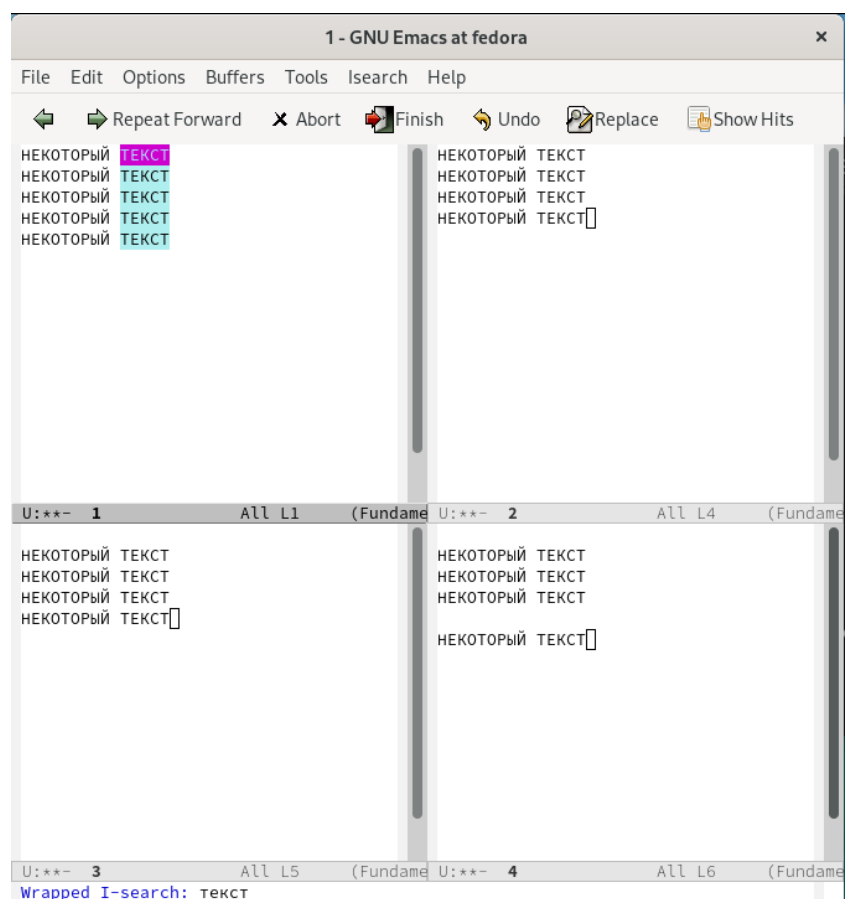 1 - GNU Emacs at fedora ×
File Edit Options Buffers Tools Isearch Help
Repeat Forward Abort Finish Undo Replace Show Hits
НЕКОТОРЫЙ ТЕКСТ
НЕКОТОРЫЙ ТЕКСТ
НЕКОТОРЫЙ ТЕКСТ
НЕКОТОРЫЙ ТЕКСТ
НЕКОТОРЫЙ ТЕКСТ
U:**- 1 All L1 (Fundame
НЕКОТОРЫЙ ТЕКСТ
НЕКОТОРЫЙ ТЕКСТ
НЕКОТОРЫЙ ТЕКСТ
НЕКОТОРЫЙ ТЕКСТ
U:**- 2 All L4 (Fundame
НЕКОТОРЫЙ ТЕКСТ
НЕКОТОРЫЙ ТЕКСТ
НЕКОТОРЫЙ ТЕКСТ
НЕКОТОРЫЙ ТЕКСТ
U:**- 3 All L5 (Fundame
НЕКОТОРЫЙ ТЕКСТ
НЕКОТОРЫЙ ТЕКСТ
НЕКОТОРЫЙ ТЕКСТ
НЕКОТОРЫЙ ТЕКСТ
U:**- 4 All L6 (Fundame
Wrapped I-search: текст